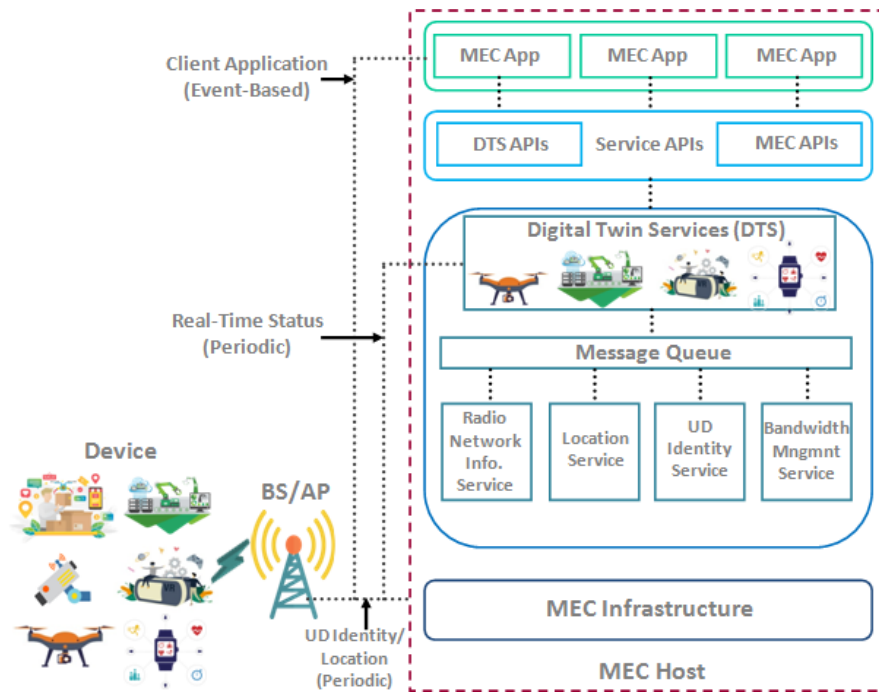 Client Application
(Event-Based)
MEC App
MEC App
MEC App
DTS APIs
Service APIs
MEC APIs
Digital Twin Services (DTS)
Real-Time Status
(Periodic)
Message Queue
Radio
Network
Info.
Service
Location
Service
UD
Identity
Service
Bandwidth
Mngmnt
Service
Device
BS/AP
UD Identity/
Location
(Periodic)
MEC Infrastructure
MEC Host